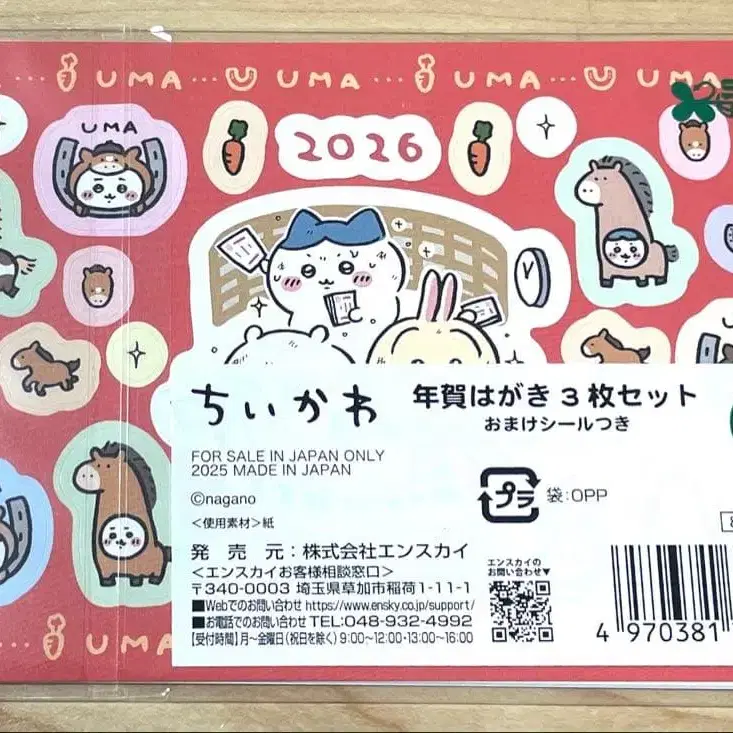 UMA … UMA … UMA … UMA
UMA
2026
ちいかわ
年賀はがき3枚セット
おまけシールつき
FOR SALE IN JAPAN ONLY
2025 MADE IN JAPAN
©nagano
<使用素材>紙
プラ 袋:OPP
発売元:株式会社エンスカイ
<エンスカイお客様相談窓口>
〒340-0003 埼玉県草加市稲荷1-11-1
■Webでのお問い合わせ https://www.ensky.co.jp/support/
■お電話でのお問い合わせ TEL:048-932-4992
【受付時間】月〜金曜日(祝日を除く) 9:00〜12:00・13:00〜16:00
エンスカイの
お問い合わせ▼
4 970381
UMA
UMA